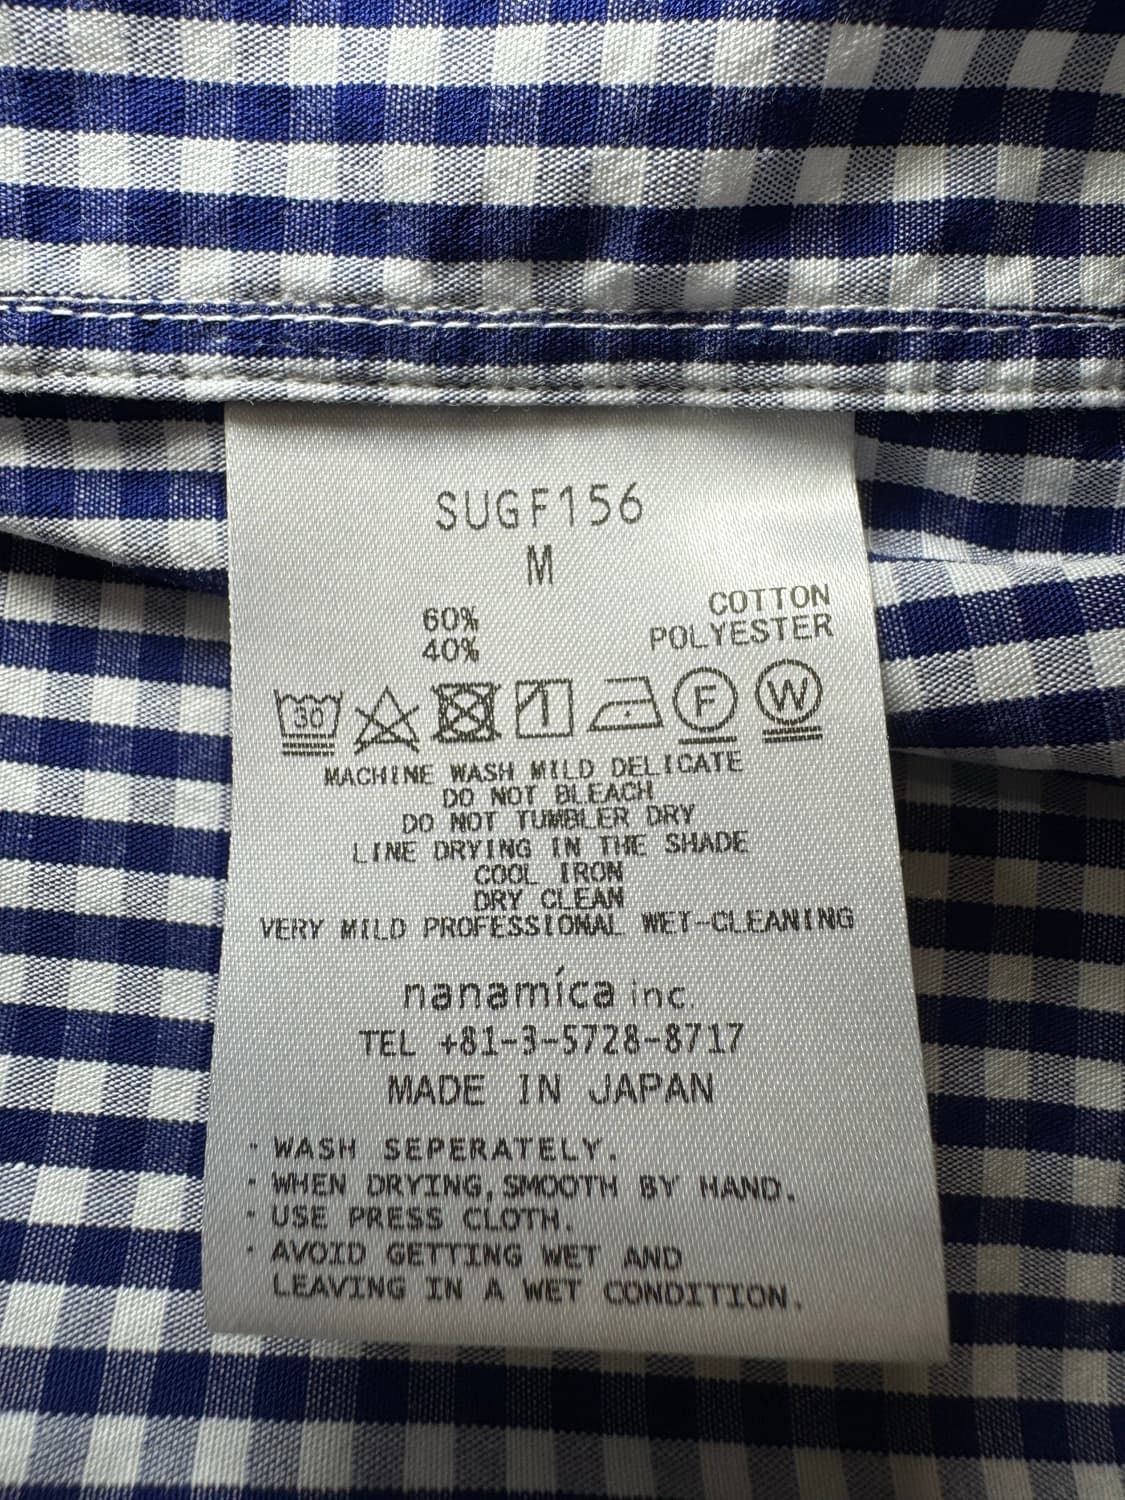 SUGF156
M
60% COTTON
40% POLYESTER
30 F W
MACHINE WASH MILD DELICATE
DO NOT BLEACH
DO NOT TUMBLER DRY
LINE DRYING IN THE SHADE
COOL IRON
DRY CLEAN
VERY MILD PROFESSIONAL WET-CLEANING
nanamíca inc.
TEL +81-3-5728-8717
MADE IN JAPAN
・WASH SEPERATELY.
・WHEN DRYING, SMOOTH BY HAND.
・USE PRESS CLOTH.
・AVOID GETTING WET AND
LEAVING IN A WET CONDITION.